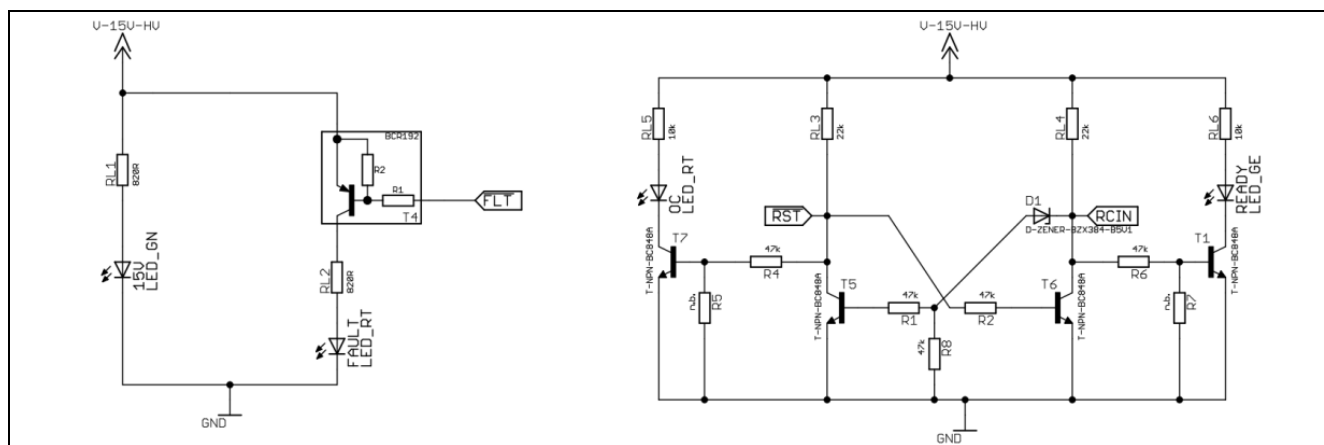 V-15V-HV
RL1
820R
15V
LED_GN
BCR192
R2
R1
T4
FLT
RL2
820R
FAULT
LED_RT
GND
V-15V-HV
RL5
10k
RL3
22k
RL4
22k
RL6
10k
OC
LED_RT
READY
LED_GE
RST
D1
D-ZENER-BZX384-B5V1
RCIN
T7
T-NPN-BC848A
47k
R4
R5
T5
T-NPN-BC848A
47k
R1
47k
R2
47k
R8
T6
T-NPN-BC848A
47k
R6
R7
T1
T-NPN-BC848A
GND